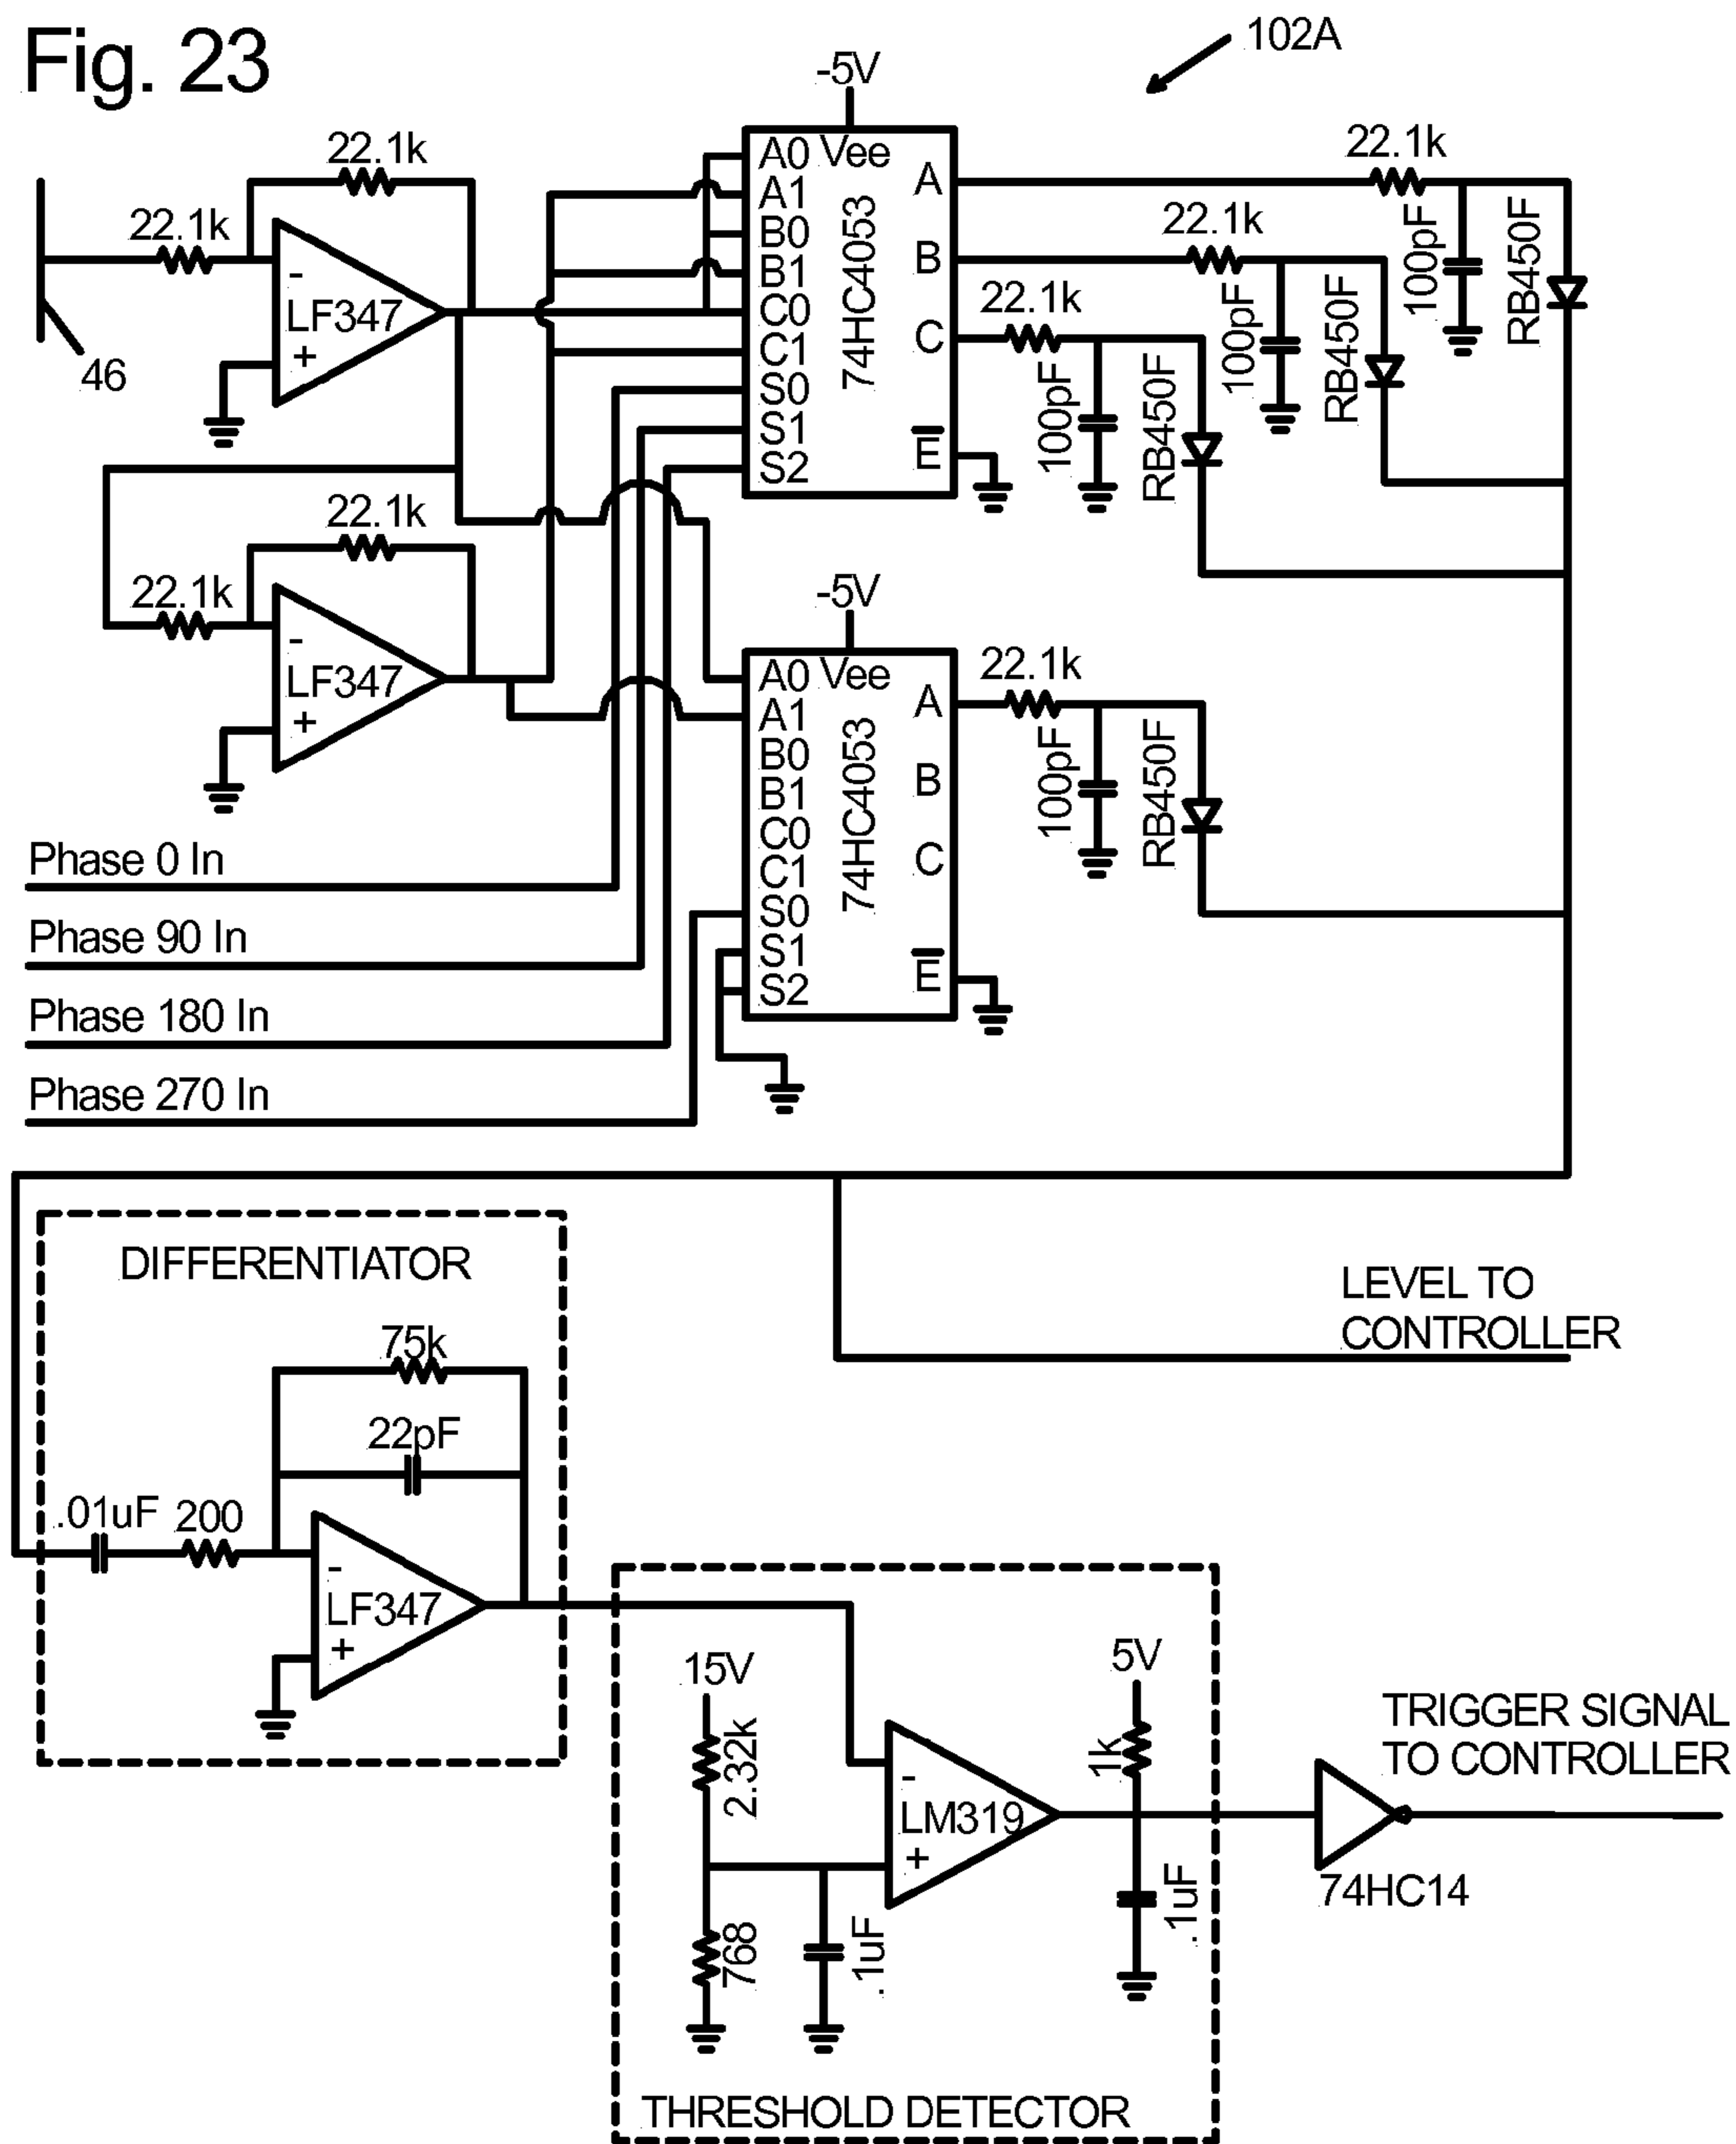 Fig. 23
102A
-5V
22.1k
22.1k
-
LF347
+
46
A0 Vee
A1
B0
B1
C0
C1
S0
S1
S2
74HC4053
A
B
C
E
22.1k
100pF
RB450F
22.1k
100pF
RB450F
22.1k
100pF
RB450F
22.1k
22.1k
-
LF347
+
-5V
A0 Vee
A1
B0
B1
C0
C1
S0
S1
S2
74HC4053
A
B
C
E
22.1k
100pF
RB450F
Phase 0 In
Phase 90 In
Phase 180 In
Phase 270 In
DIFFERENTIATOR
75k
22pF
.01uF
200
-
LF347
+
LEVEL TO
CONTROLLER
15V
2.32k
768
.1uF
-
LM319
+
5V
1k
.1uF
74HC14
TRIGGER SIGNAL
TO CONTROLLER
THRESHOLD DETECTOR